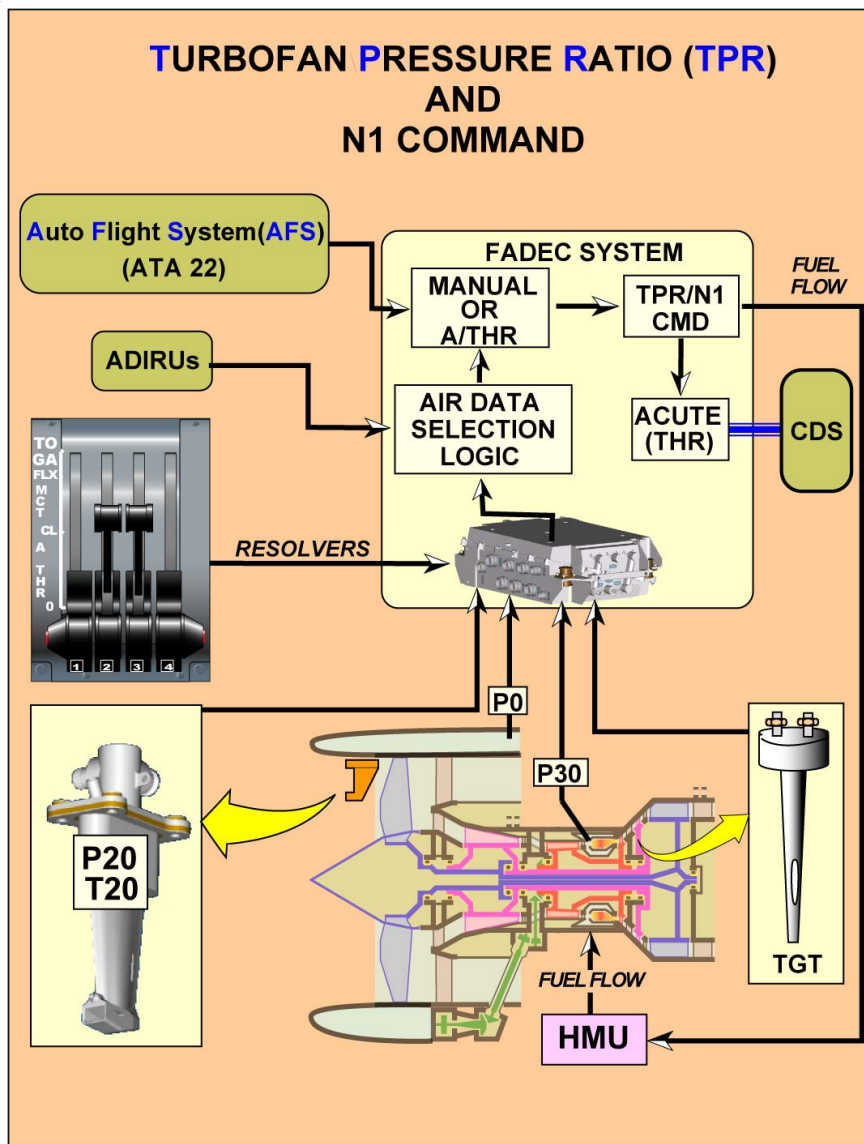 TURBOFAN PRESSURE RATIO (TPR)
AND
N1 COMMAND
Auto Flight System(AFS)
(ATA 22)
FADEC SYSTEM
FUEL
FLOW
MANUAL
OR
A/THR
TPR/N1
CMD
ADIRUs
AIR DATA
SELECTION
LOGIC
ACUTE
(THR)
CDS
TO
GA
FLX
M
C
T
CL
A
T
H
R
0
RESOLVERS
1
2
3
4
P0
P30
P20
T20
TGT
FUEL FLOW
HMU